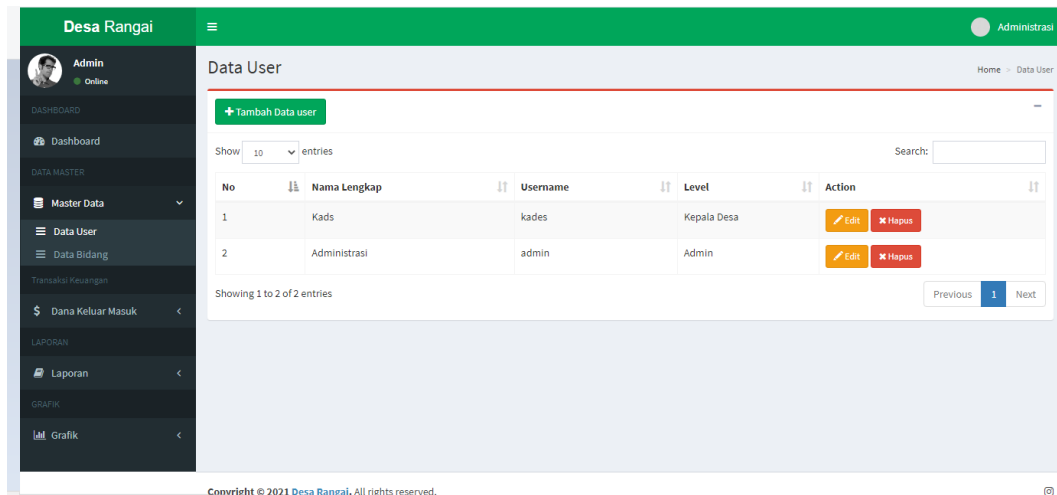 Desa Rangai
Administrasi
Admin
Online
DASHBOARD
Dashboard
DATA MASTER
Master Data
Data User
Data Bidang
Transaksi Keuangan
$ Dana Keluar Masuk
LAPORAN
Laporan
GRAFIK
Grafik
Data User
Home > Data User
+ Tambah Data user
Show 10 entries
Search:
No Nama Lengkap Username Level Action
1 Kads kades Kepala Desa Edit Hapus
2 Administrasi admin Admin Edit Hapus
Showing 1 to 2 of 2 entries
Previous 1 Next
Copyright © 2021 Desa Rangai. All rights reserved.